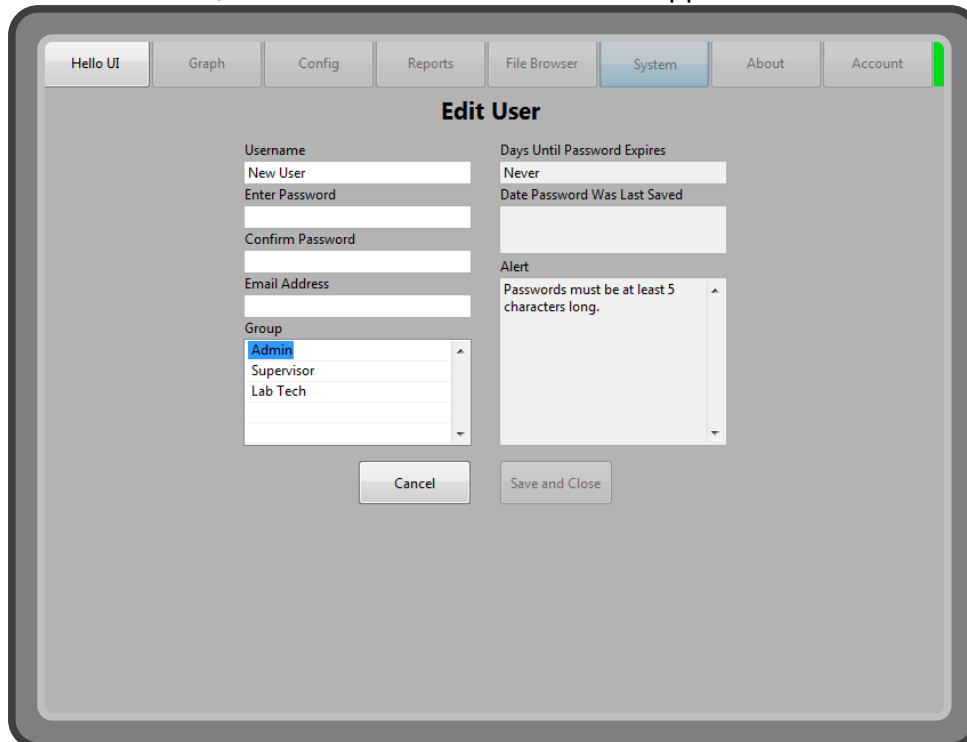 Hello UI Graph Config Reports File Browser System About Account
Edit User
Username
New User
Enter Password
Confirm Password
Email Address
Group
Admin
Supervisor
Lab Tech
Days Until Password Expires
Never
Date Password Was Last Saved
Alert
Passwords must be at least 5
characters long.
Cancel
Save and Close